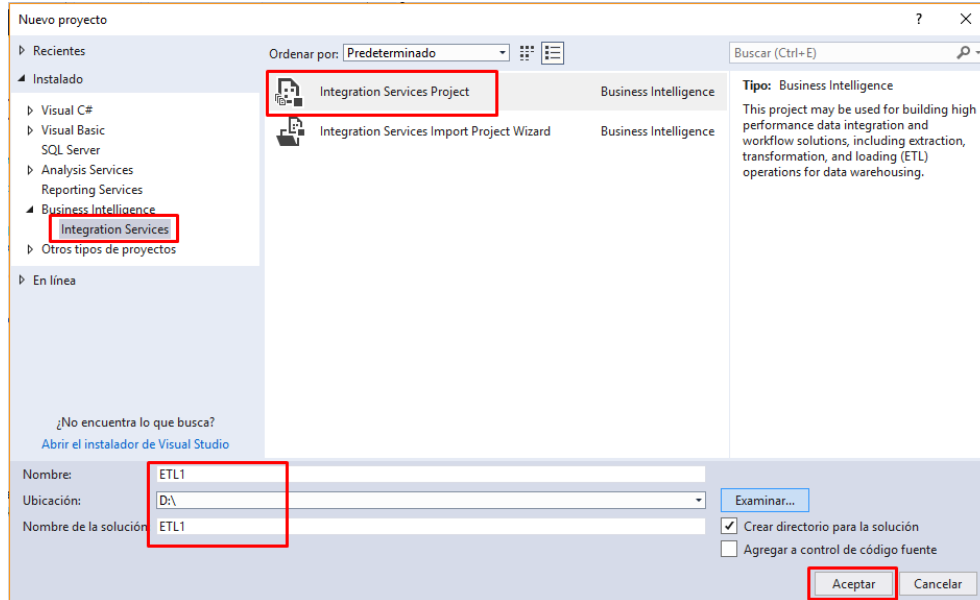 Nuevo proyecto
? ×
Recientes
Instalado
Visual C#
Visual Basic
SQL Server
Analysis Services
Reporting Services
Business Intelligence
Integration Services
Otros tipos de proyectos
En línea
¿No encuentra lo que busca?
Abrir el instalador de Visual Studio
Ordenar por: Predeterminado
Integration Services Project Business Intelligence
Integration Services Import Project Wizard Business Intelligence
Buscar (Ctrl+E)
Tipo: Business Intelligence
This project may be used for building high
performance data integration and
workflow solutions, including extraction,
transformation, and loading (ETL)
operations for data warehousing.
Nombre: ETL1
Ubicación: D:\
Examinar...
Nombre de la solución ETL1
Crear directorio para la solución
Agregar a control de código fuente
Aceptar Cancelar